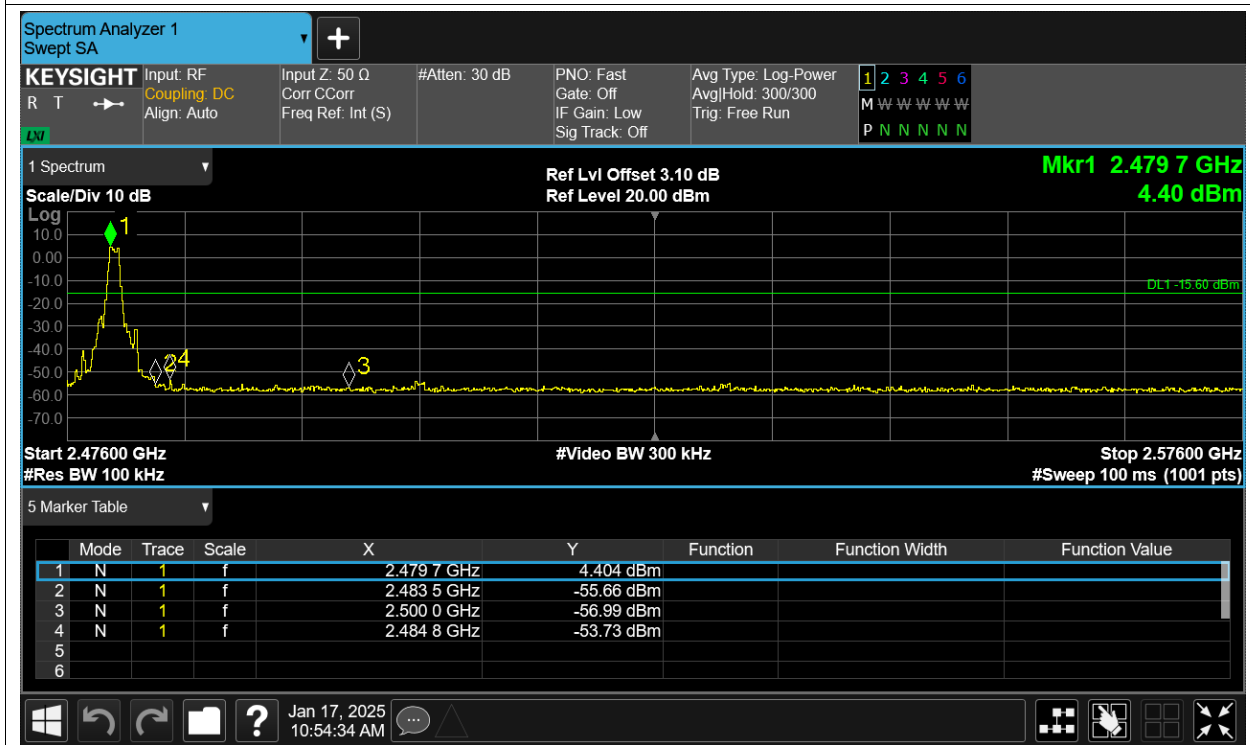 Spectrum Analyzer 1
Swept SA
KEYSIGHT
R T
LXI
Input: RF
Coupling: DC
Align: Auto
Input Z: 50 Ω
Corr CCorr
Freq Ref: Int (S)
#Atten: 30 dB
PNO: Fast
Gate: Off
IF Gain: Low
Sig Track: Off
Avg Type: Log-Power
Avg|Hold: 300/300
Trig: Free Run
1 2 3 4 5 6
M W W W W W
P N N N N N
1 Spectrum
Scale/Div 10 dB
Ref Lvl Offset 3.10 dB
Ref Level 20.00 dBm
Mkr1 2.479 7 GHz
4.40 dBm
Log
10.0
0.00
-10.0
-20.0
-30.0
-40.0
-50.0
-60.0
-70.0
1
24
3
DL1 -15.60 dBm
Start 2.47600 GHz
#Video BW 300 kHz
Stop 2.57600 GHz
#Res BW 100 kHz
#Sweep 100 ms (1001 pts)
5 Marker Table
Mode Trace Scale X Y Function Function Width Function Value
1 N 1 f 2.479 7 GHz 4.404 dBm
2 N 1 f 2.483 5 GHz -55.66 dBm
3 N 1 f 2.500 0 GHz -56.99 dBm
4 N 1 f 2.484 8 GHz -53.73 dBm
5
6
?
Jan 17, 2025
10:54:34 AM